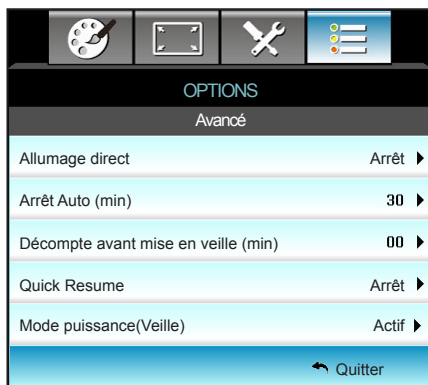 OPTIONS
Avancé
Allumage direct Arrêt
Arrêt Auto (min) 30
Décompte avant mise en veille (min) 00
Quick Resume Arrêt
Mode puissance(Veille) Actif
Quitter